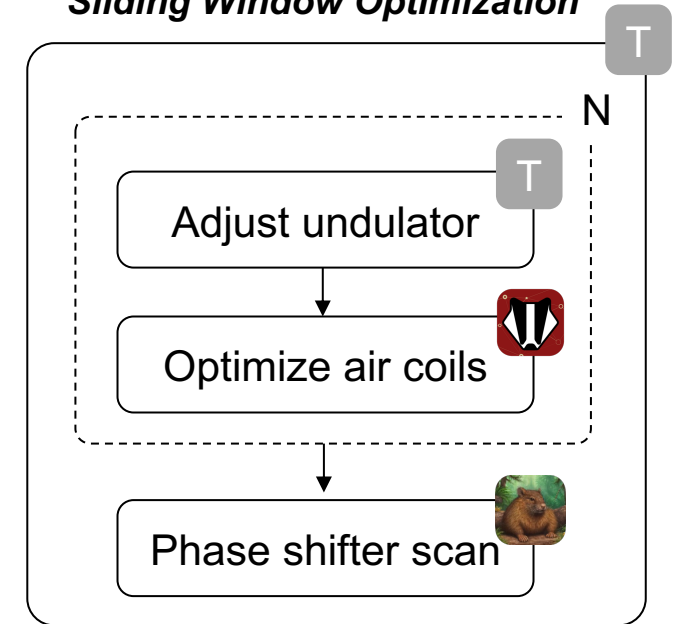 Sliding Window Optimization
T
N
T
Adjust undulator
Optimize air coils
Phase shifter scan